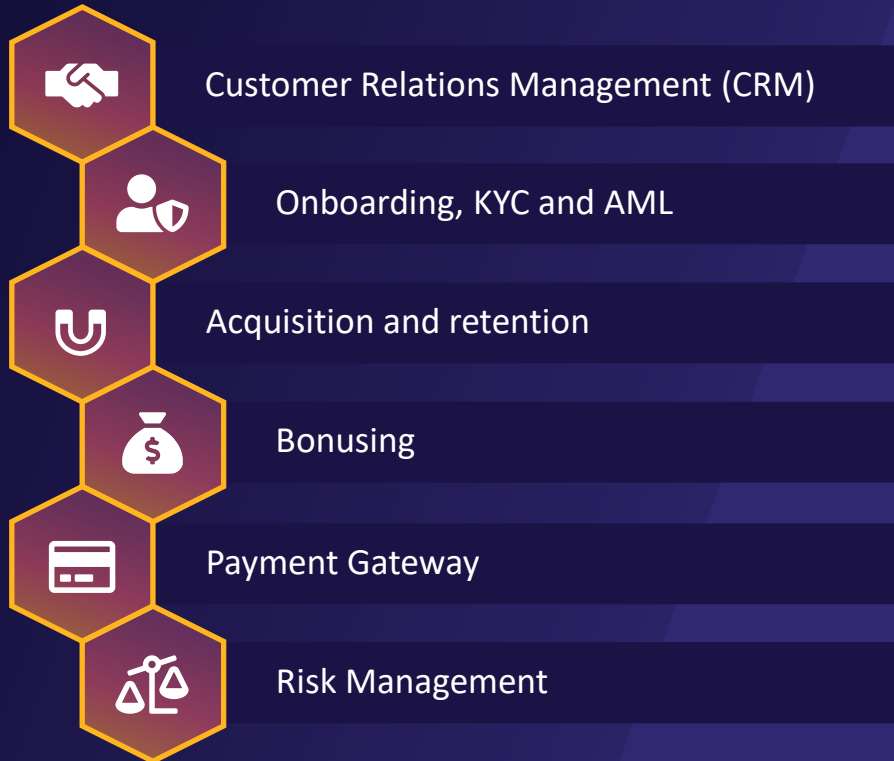 Customer Relations Management (CRM)
Onboarding, KYC and AML
Acquisition and retention
Bonusing
Payment Gateway
Risk Management